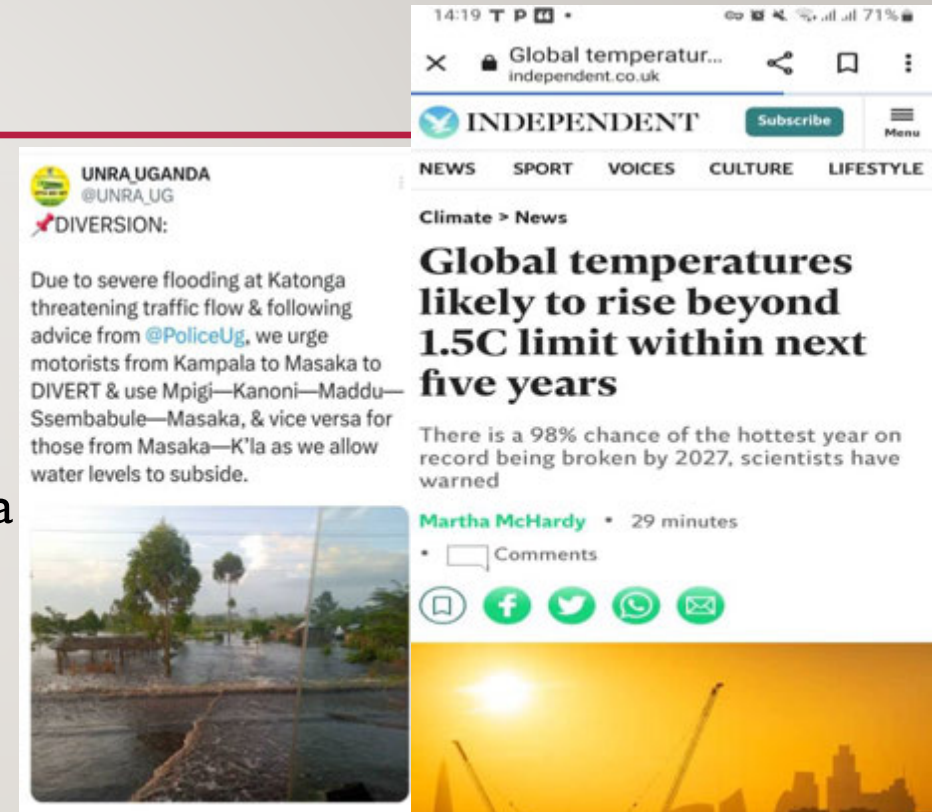 a
UNRA_UGANDA
@UNRA_UG
📌DIVERSION:
Due to severe flooding at Katonga
threatening traffic flow & following
advice from @PoliceUg, we urge
motorists from Kampala to Masaka to
DIVERT & use Mpigi—Kanoni—Maddu—
Ssembabule—Masaka, & vice versa for
those from Masaka—K'la as we allow
water levels to subside.
14:19 T P
71%
Global temperatur...
independent.co.uk
INDEPENDENT
Subscribe
Menu
NEWS SPORT VOICES CULTURE LIFESTYLE
Climate > News
Global temperatures
likely to rise beyond
1.5C limit within next
five years
There is a 98% chance of the hottest year on
record being broken by 2027, scientists have
warned
Martha McHardy • 29 minutes
• Comments